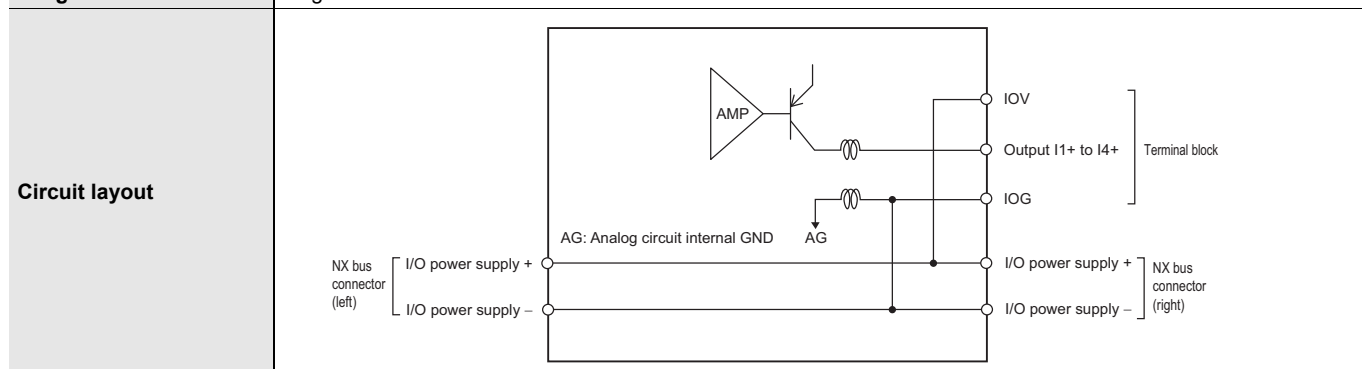 Circuit layout
AMP
IOV
Output I1+ to I4+
Terminal block
IOG
AG: Analog circuit internal GND
AG
NX bus
connector
(left)
I/O power supply +
I/O power supply −
I/O power supply +
I/O power supply −
NX bus
connector
(right)